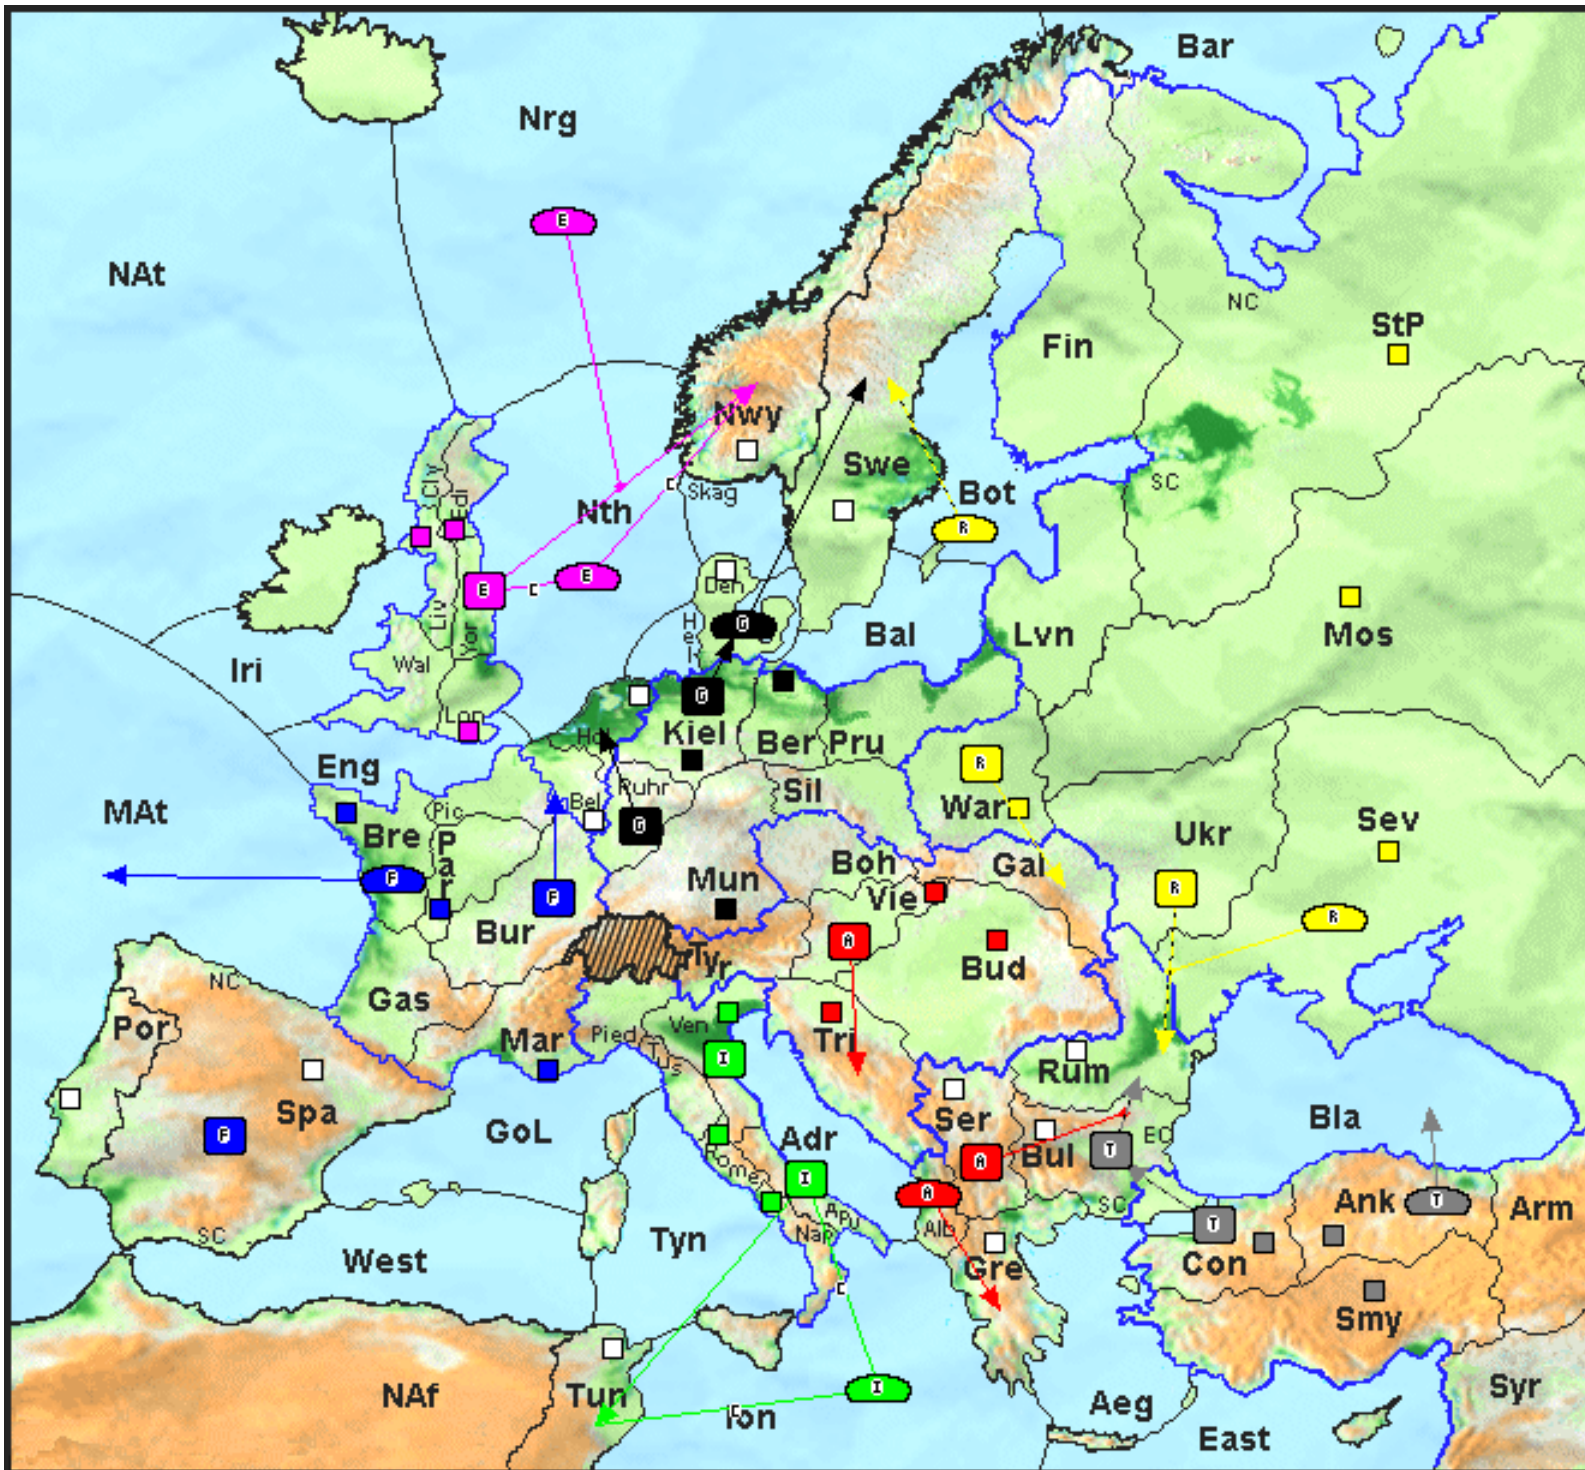 Bar
Nrg
E
NAt
NC
StP
Fin
Nwy
Swe
SC
Skag
Bot
Nth
C
R
Cly
Edi
E
C
E
Den
Mos
Liv
Yor
G
Hel
Bal
Lvn
Wal
Iri
G
Lon
Hol
Kiel
Ber
Pru
R
Eng
Ruhr
Sil
War
Bel
MAt
Pic
Bre
Par
G
Boh
Gal
Ukr
Sev
F
F
Mun
Vie
R
R
Bur
A
Tyr
Bud
NC
Gas
Por
Mar
Pied
Ven
Tri
Tus
I
Rum
Spa
Ser
GoL
Adr
Bla
F
Bul
T
EC
Rome
A
I
A
Ank
T
Arm
SC
SC
Apu
Nap
Alb
T
West
Tyn
Gre
Con
C
Smy
NAf
Tun
I
C
Ion
Aeg
Syr
East